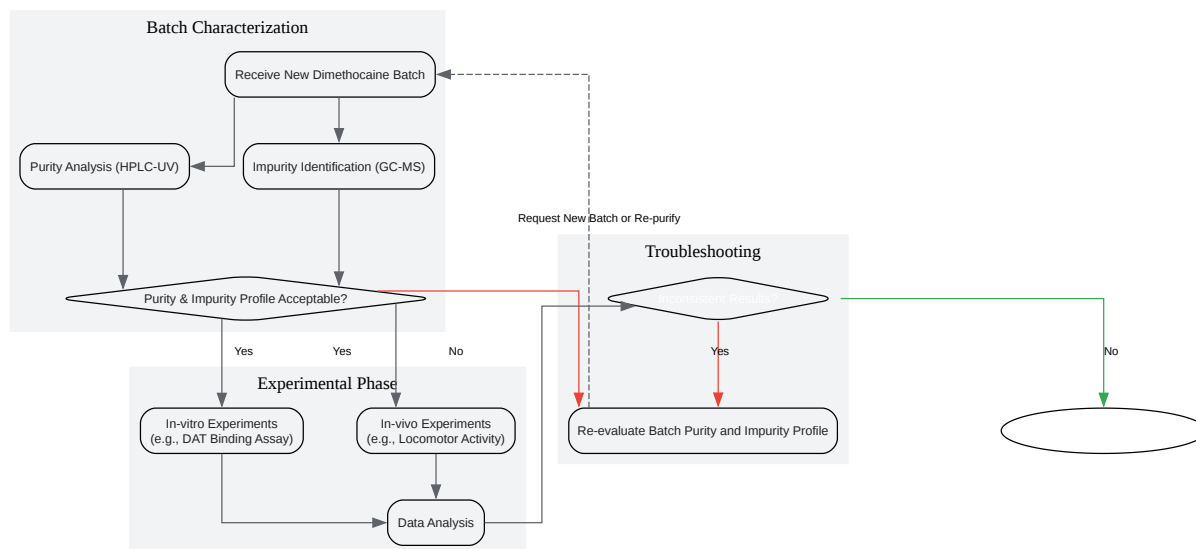 Batch Characterization
Receive New Dimethocaine Batch
Purity Analysis (HPLC-UV)
Impurity Identification (GC-MS)
Request New Batch or Re-purify
Troubleshooting
Purity & Impurity Profile Acceptable?
Inconsistent Results?
Yes
Yes
No
Yes
No
Experimental Phase
In-vitro Experiments
(e.g., DAT Binding Assay)
In-vivo Experiments
(e.g., Locomotor Activity)
Re-evaluate Batch Purity and Impurity Profile
Data Analysis